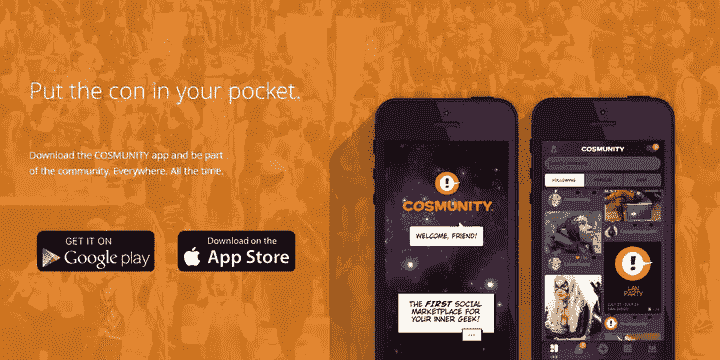 Put the con in your pocket.
Download the COSMUNITY app and be part
of the community. Everywhere. All the time.
GET IT ON
Google play
Download on the
App Store
COSMUNITY
WELCOME, FRIEND!
THE FIRST SOCIAL
MARKETPLACE FOR
YOUR INNER GEEK!
COSMUNITY
FOLLOWING
LAN
PARTY